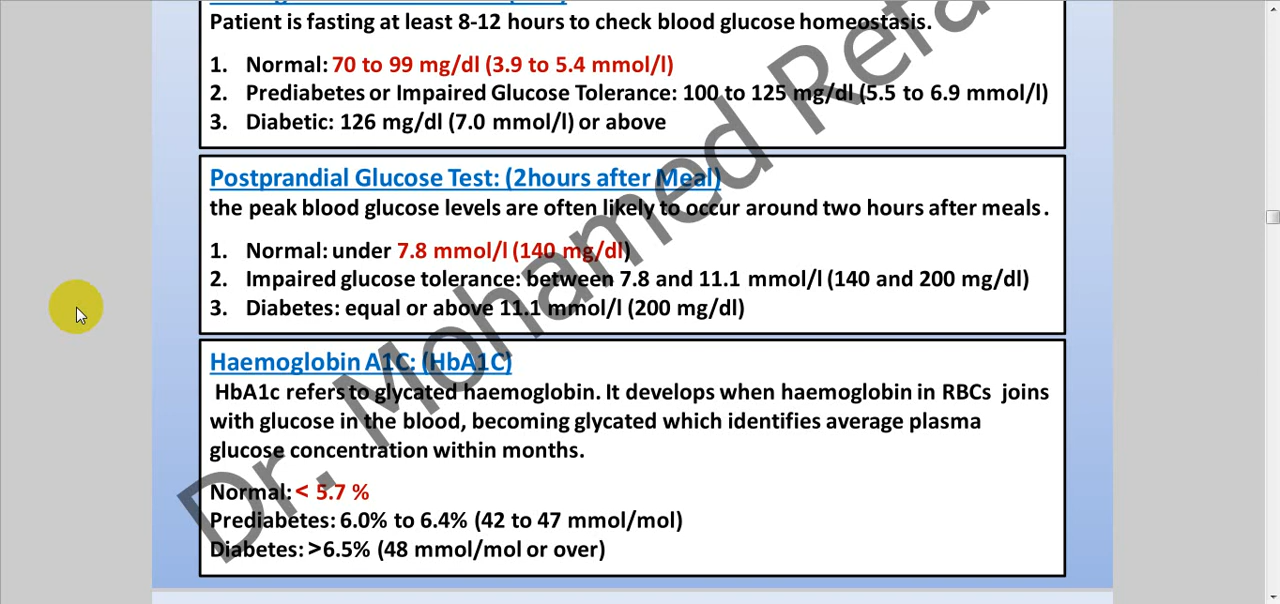 Patient is fasting at least 8-12 hours to check blood glucose homeostasis.
1. Normal: 70 to 99 mg/dl (3.9 to 5.4 mmol/l)
2. Prediabetes or Impaired Glucose Tolerance: 100 to 125 mg/dl (5.5 to 6.9 mmol/l)
3. Diabetic: 126 mg/dl (7.0 mmol/l) or above
Postprandial Glucose Test: (2hours after Meal)
the peak blood glucose levels are often likely to occur around two hours after meals.
1. Normal: under 7.8 mmol/l (140 mg/dl)
2. Impaired glucose tolerance: between 7.8 and 11.1 mmol/l (140 and 200 mg/dl)
3. Diabetes: equal or above 11.1 mmol/l (200 mg/dl)
Haemoglobin A1C: (HbA1C)
HbA1c refers to glycated haemoglobin. It develops when haemoglobin in RBCs joins
with glucose in the blood, becoming glycated which identifies average plasma
glucose concentration within months.
Normal: < 5.7 %
Prediabetes: 6.0% to 6.4% (42 to 47 mmol/mol)
Diabetes: >6.5% (48 mmol/mol or over)
Dr. Mohamed